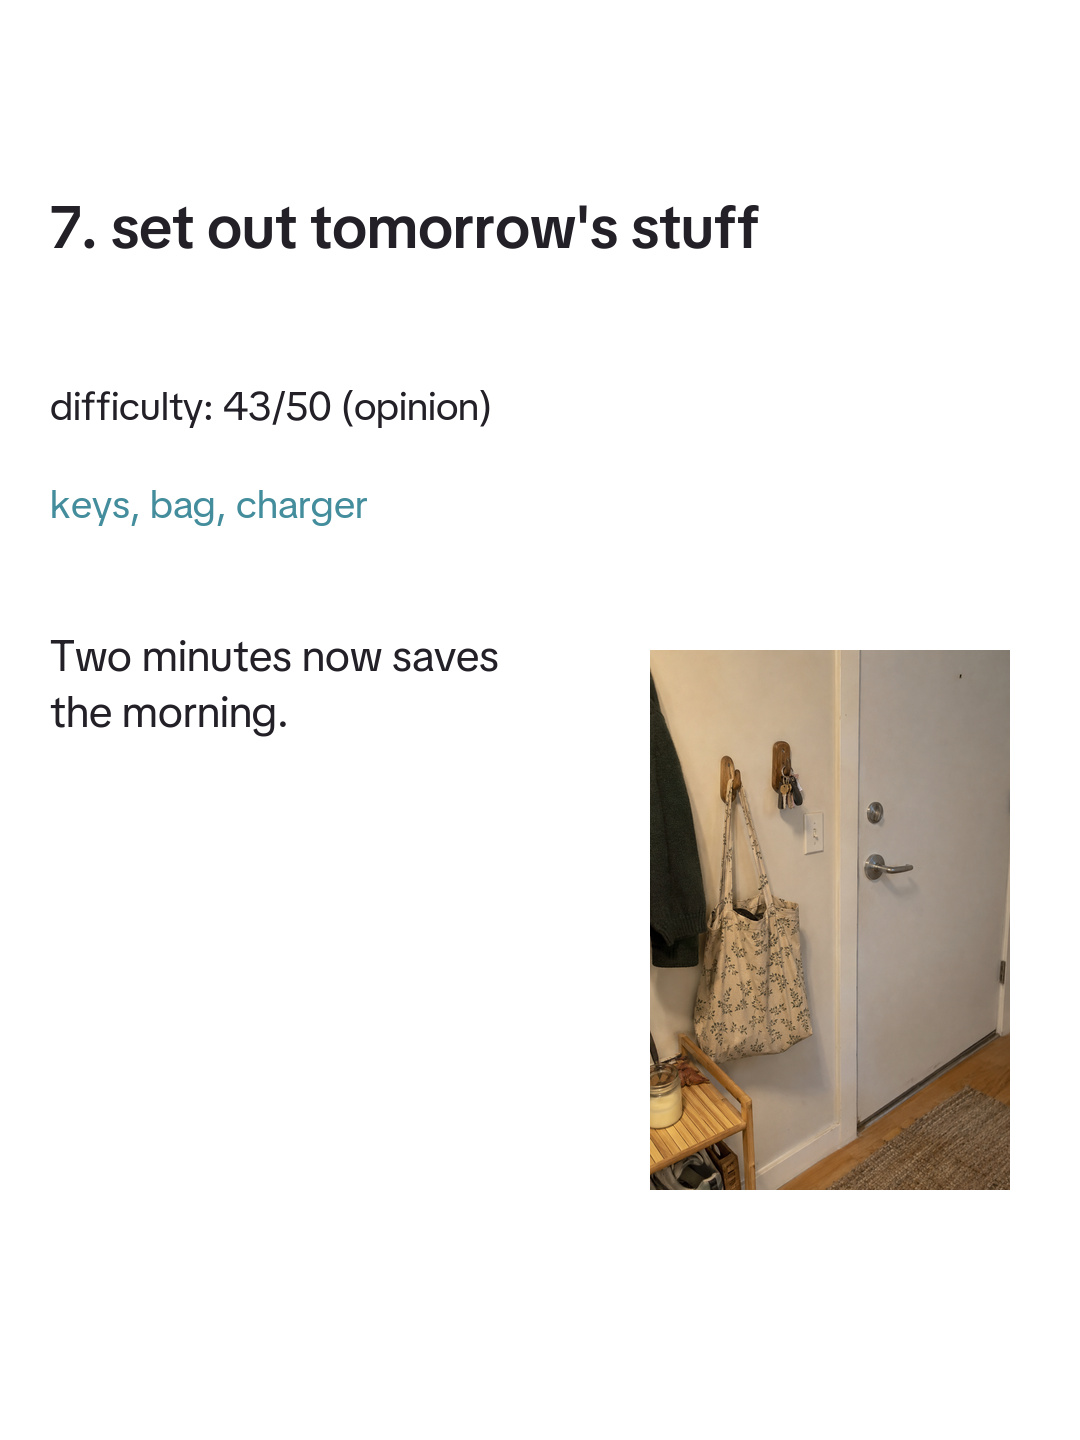 7. set out tomorrow's stuff
difficulty: 43/50 (opinion)
keys, bag, charger
Two minutes now saves
the morning.